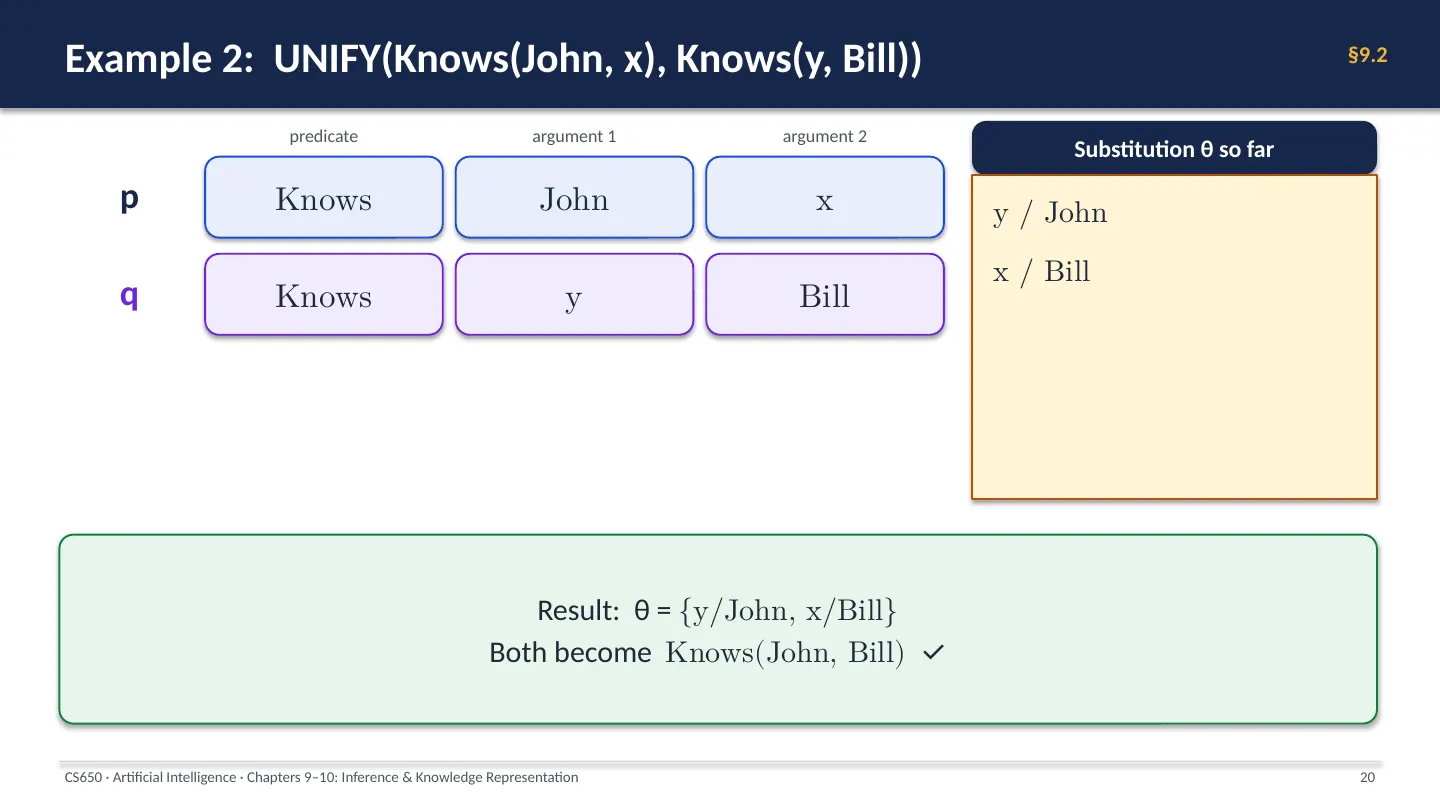 Example 2:  UNIFY(Knows(John, x), Knows(y, Bill))
§9.2
predicate
argument 1
argument 2
p
Knows
John
x
q
Knows
y
Bill
Substitution θ so far
y / John
x / Bill
Result:  θ = {y/John, x/Bill}
Both become  Knows(John, Bill)  ✓
CS650 · Artificial Intelligence · Chapters 9–10: Inference & Knowledge Representation
20